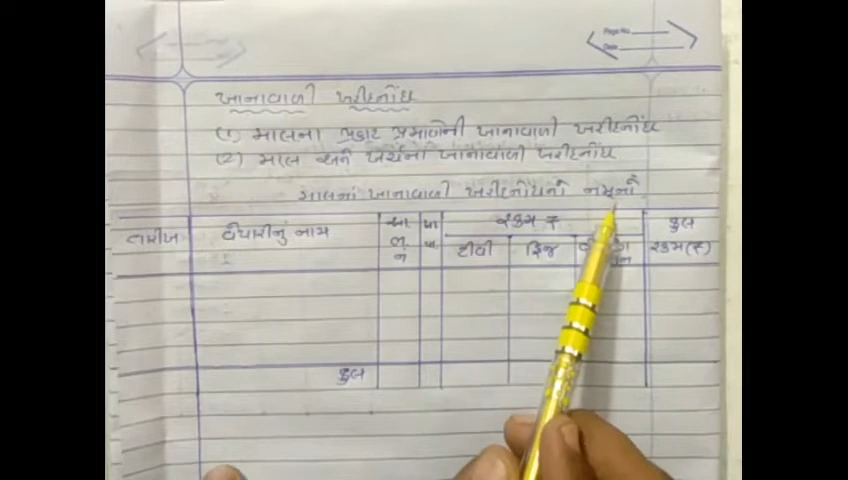 Page No.
Date
ખાનાવાળી ખરીદનોંધ
(1) માલના પ્રકાર પ્રમાણેની ખાનાવાળી ખરીદનોંધ
(2) માલ અને ખર્ચની ખાનાવાળી ખરીદનોંધ
માલનાં ખાનાવાળી ખરીદનોંધનો નમૂનો
તારીખ વેપારીનું નામ આ. ભ. નં. ખા. પા. રકમ ₹ કુલ રકમ (₹)
ટીવી ફ્રિજ
કુલ